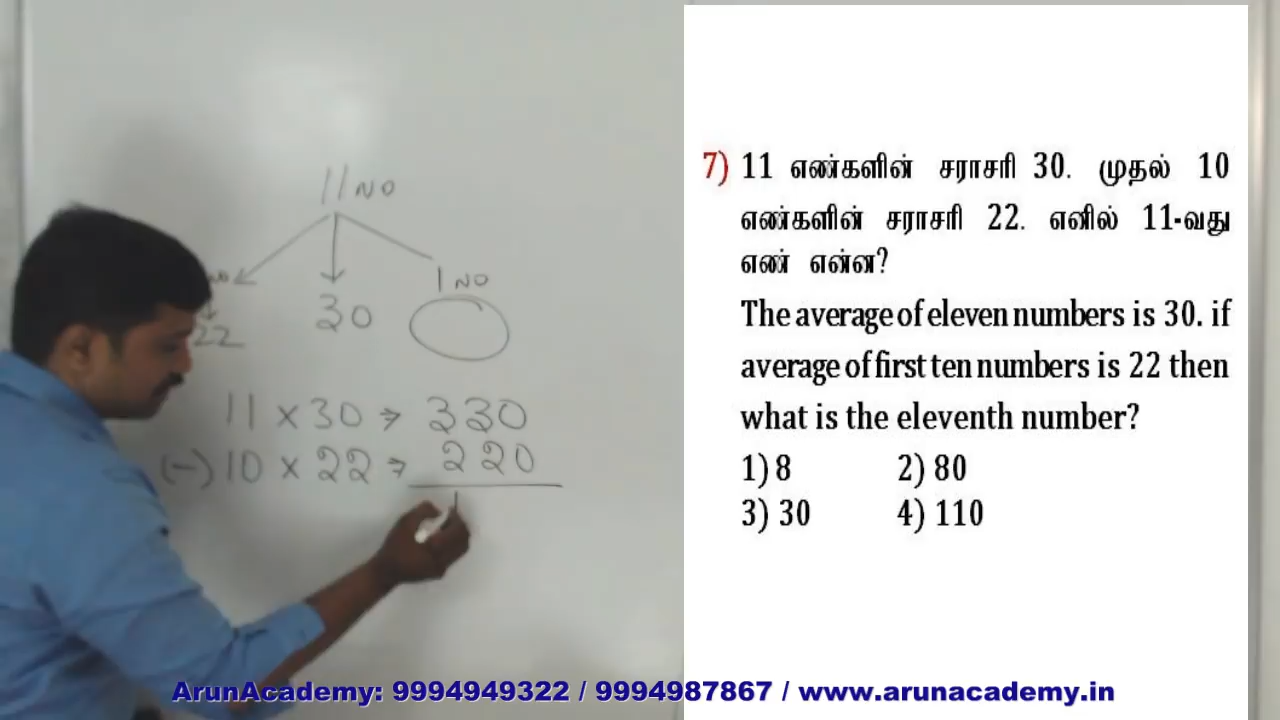 11 NO
30
1 NO
22
11 × 30 → 330
(−) 10 × 22 → 220
1
7) 11 எண்களின் சராசரி 30. முதல் 10
எண்களின் சராசரி 22. எனில் 11-வது
எண் என்ன?
The average of eleven numbers is 30. if
average of first ten numbers is 22 then
what is the eleventh number?
1) 8 2) 80
3) 30 4) 110
ArunAcademy: 9994949322 / 9994987867 / www.arunacademy.in